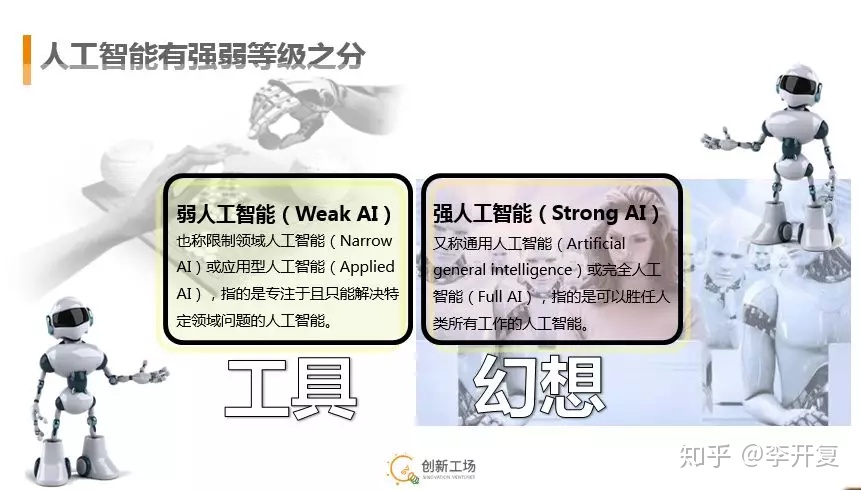 人工智能有强弱等级之分
弱人工智能（Weak AI）
也称限制领域人工智能（Narrow
AI）或应用型人工智能（Applied
AI），指的是专注于且只能解决特
定领域问题的人工智能。
强人工智能（Strong AI）
又称通用人工智能（Artificial
general intelligence）或完全人工
智能（Full AI），指的是可以胜任人
类所有工作的人工智能。
工具
幻想
创新工场
SINOVATION VENTURES
知乎 @李开复